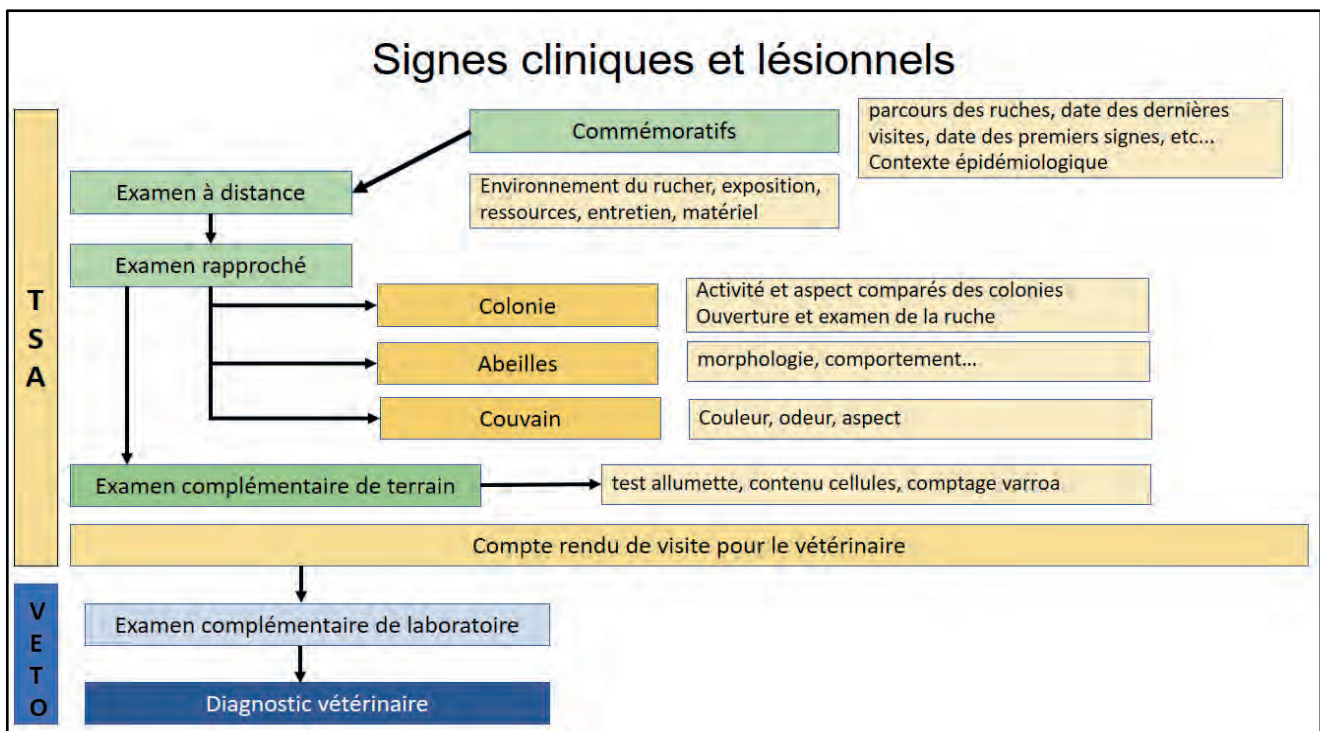 Signes cliniques et lésionnels
TSA
Commémoratifs
parcours des ruches, date des dernières
visites, date des premiers signes, etc...
Contexte épidémiologique
Examen à distance
Environnement du rucher, exposition,
ressources, entretien, matériel
Examen rapproché
Colonie
Activité et aspect comparés des colonies
Ouverture et examen de la ruche
Abeilles
morphologie, comportement...
Couvain
Couleur, odeur, aspect
Examen complémentaire de terrain
test allumette, contenu cellules, comptage varroa
Compte rendu de visite pour le vétérinaire
VETO
Examen complémentaire de laboratoire
Diagnostic vétérinaire